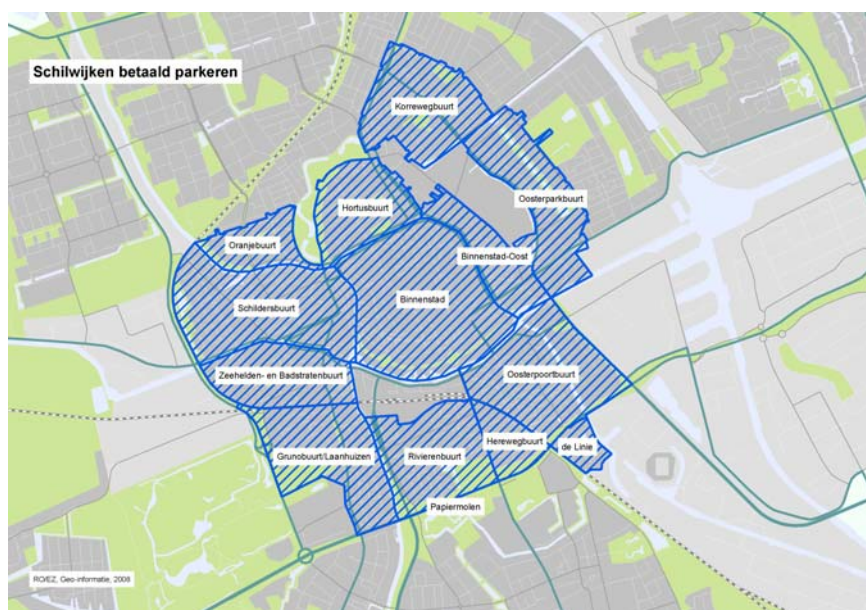 Schilwijken betaald parkeren
Korrewegbuurt
Oosterparkbuurt
Hortusbuurt
Oranjebuurt
Binnenstad-Oost
Schildersbuurt
Binnenstad
Zeehelden- en Badstratenbuurt
Oosterpoortbuurt
Herewegbuurt
de Linie
Grunobuurt/Laanhuizen
Rivierenbuurt
Papiermolen
RO/EZ, Geo-informatie, 2008